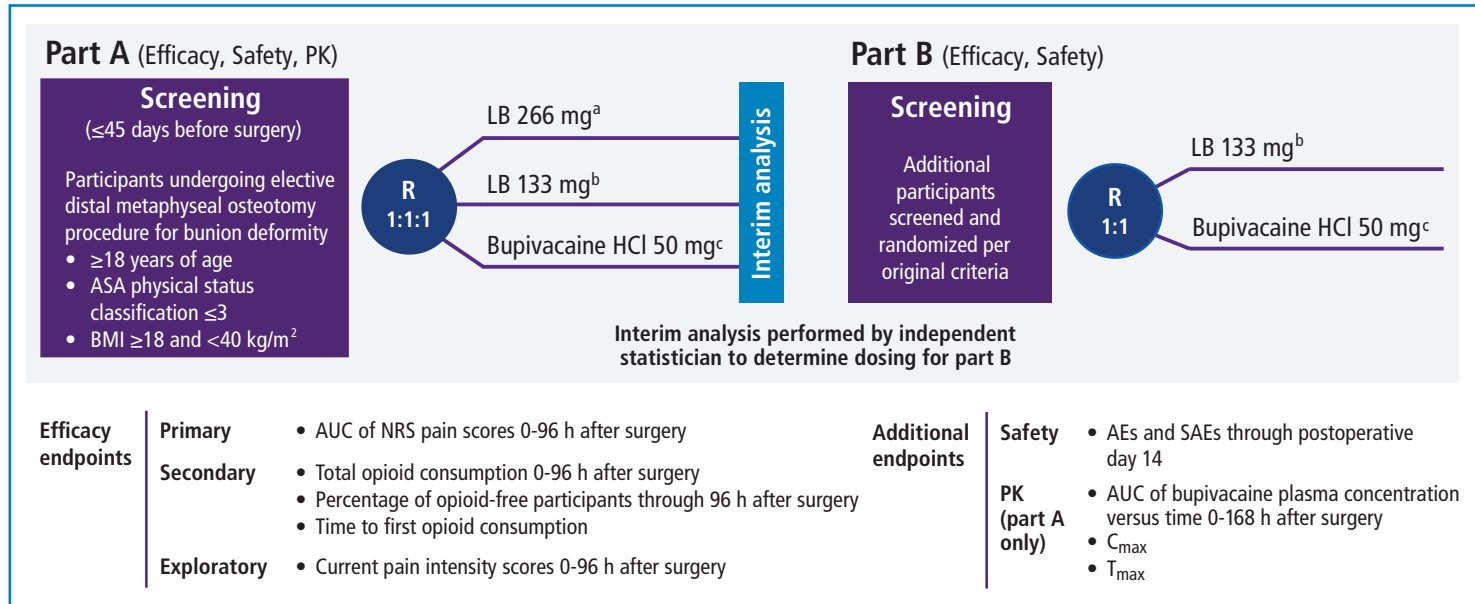 Part A (Efficacy, Safety, PK)
Screening
(≤45 days before surgery)
Participants undergoing elective
distal metaphyseal osteotomy
procedure for bunion deformity
• ≥18 years of age
• ASA physical status
classification ≤3
• BMI ≥18 and <40 kg/m²
R
1:1:1
LB 266 mgᵃ
LB 133 mgᵇ
Bupivacaine HCl 50 mgᶜ
Interim analysis
Interim analysis performed by independent
statistician to determine dosing for part B
Part B (Efficacy, Safety)
Screening
Additional
participants
screened and
randomized per
original criteria
R
1:1
LB 133 mgᵇ
Bupivacaine HCl 50 mgᶜ
Efficacy
endpoints
Primary
• AUC of NRS pain scores 0-96 h after surgery
Secondary
• Total opioid consumption 0-96 h after surgery
• Percentage of opioid-free participants through 96 h after surgery
• Time to first opioid consumption
Exploratory
• Current pain intensity scores 0-96 h after surgery
Additional
endpoints
Safety
• AEs and SAEs through postoperative
day 14
PK
(part A
only)
• AUC of bupivacaine plasma concentration
versus time 0-168 h after surgery
• Cmax
• Tmax